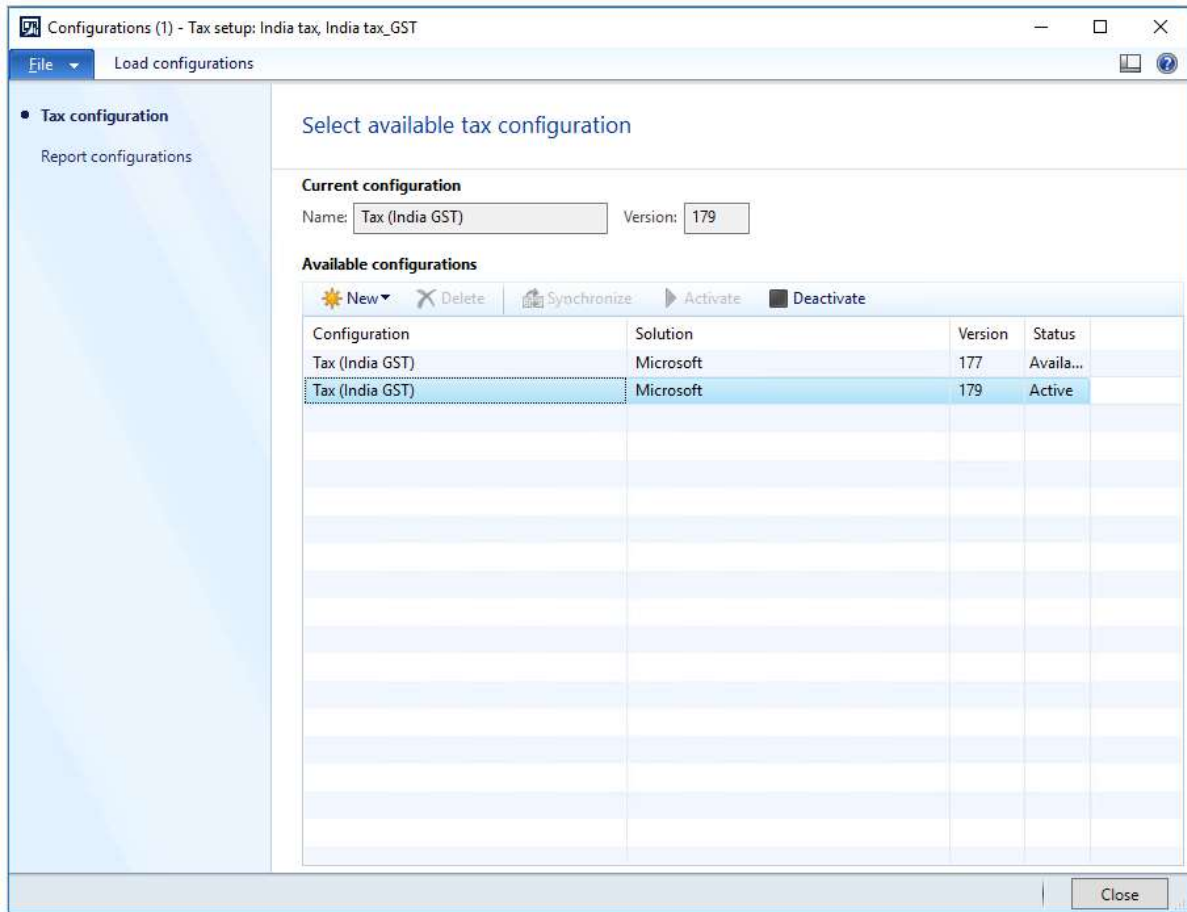 Configurations (1) - Tax setup: India tax, India tax_GST
File Load configurations
Tax configuration
Report configurations
Select available tax configuration
Current configuration
Name: Tax (India GST) Version: 179
Available configurations
New Delete Synchronize Activate Deactivate
Configuration Solution Version Status
Tax (India GST) Microsoft 177 Availa...
Tax (India GST) Microsoft 179 Active
Close